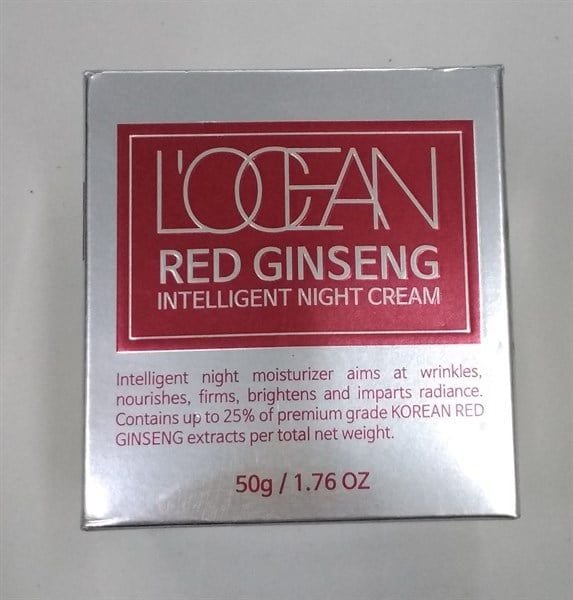 L'OCEAN
RED GINSENG
INTELLIGENT NIGHT CREAM
Intelligent night moisturizer aims at wrinkles,
nourishes, firms, brightens and imparts radiance.
Contains up to 25% of premium grade KOREAN RED
GINSENG extracts per total net weight.
50g / 1.76 OZ